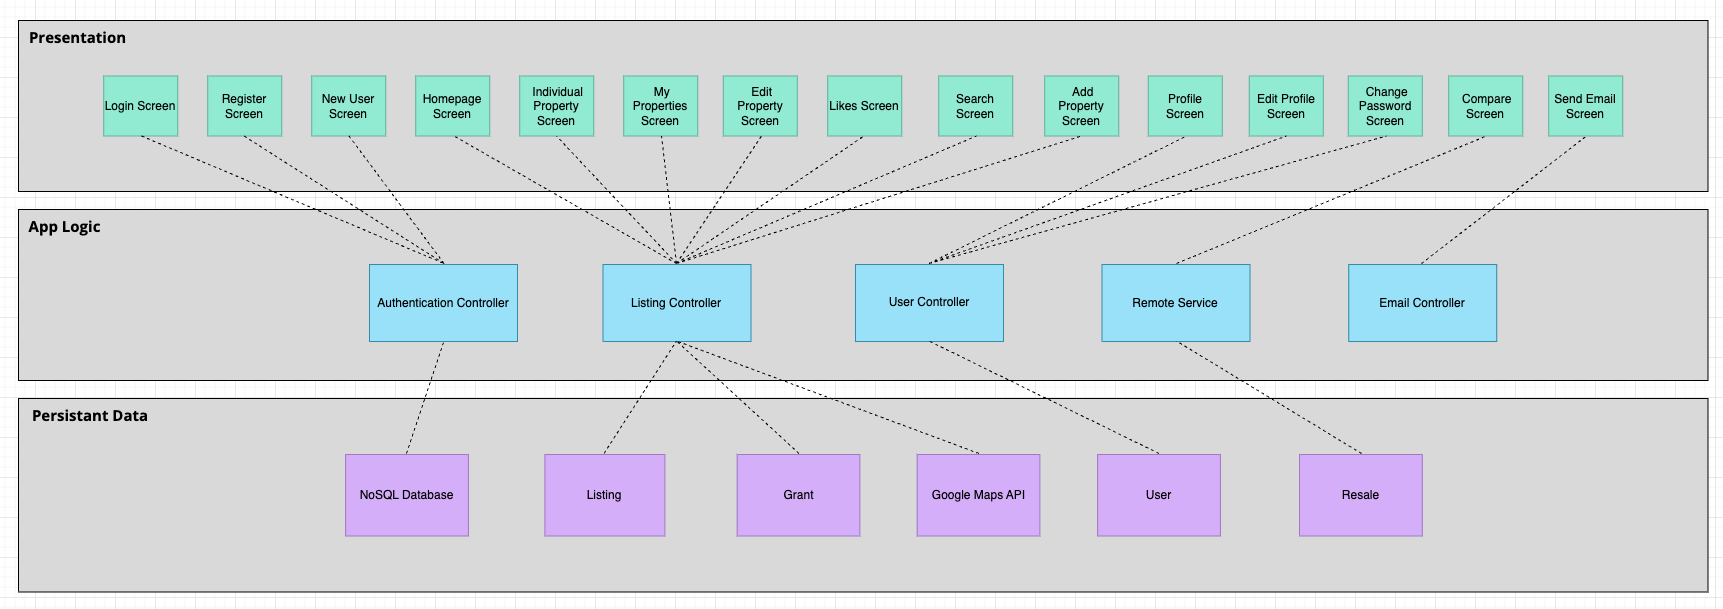 Presentation
Login Screen
Register
Screen
New User
Screen
Homepage
Screen
Individual
Property
Screen
My
Properties
Screen
Edit
Property
Screen
Likes Screen
Search
Screen
Add
Property
Screen
Profile
Screen
Edit Profile
Screen
Change
Password
Screen
Compare
Screen
Send Email
Screen
App Logic
Authentication Controller
Listing Controller
User Controller
Remote Service
Email Controller
Persistant Data
NoSQL Database
Listing
Grant
Google Maps API
User
Resale